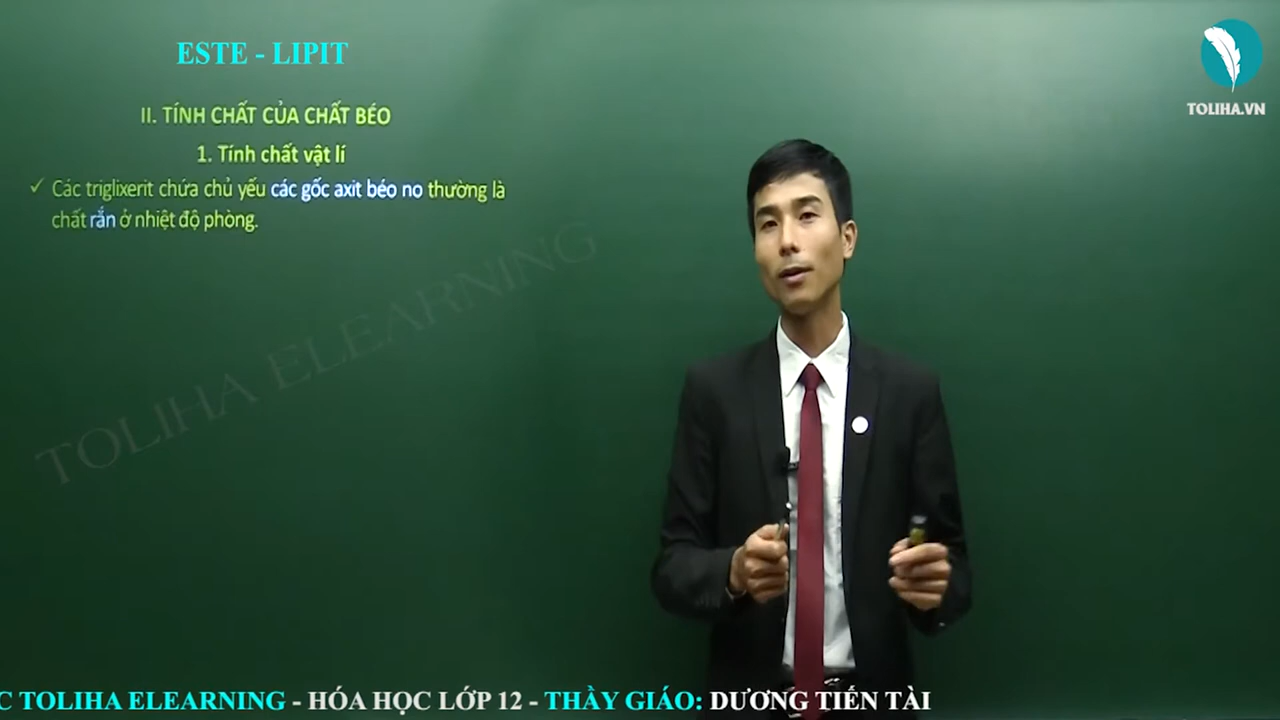 ESTE - LIPIT
TOLIHA.VN
II. TÍNH CHẤT CỦA CHẤT BÉO
1. Tính chất vật lí
✓ Các triglixerit chứa chủ yếu các gốc axit béo no thường là
chất rắn ở nhiệt độ phòng.
TOLIHA ELEARNING
C TOLIHA ELEARNING - HÓA HỌC LỚP 12 - THẦY GIÁO: DƯƠNG TIẾN TÀI